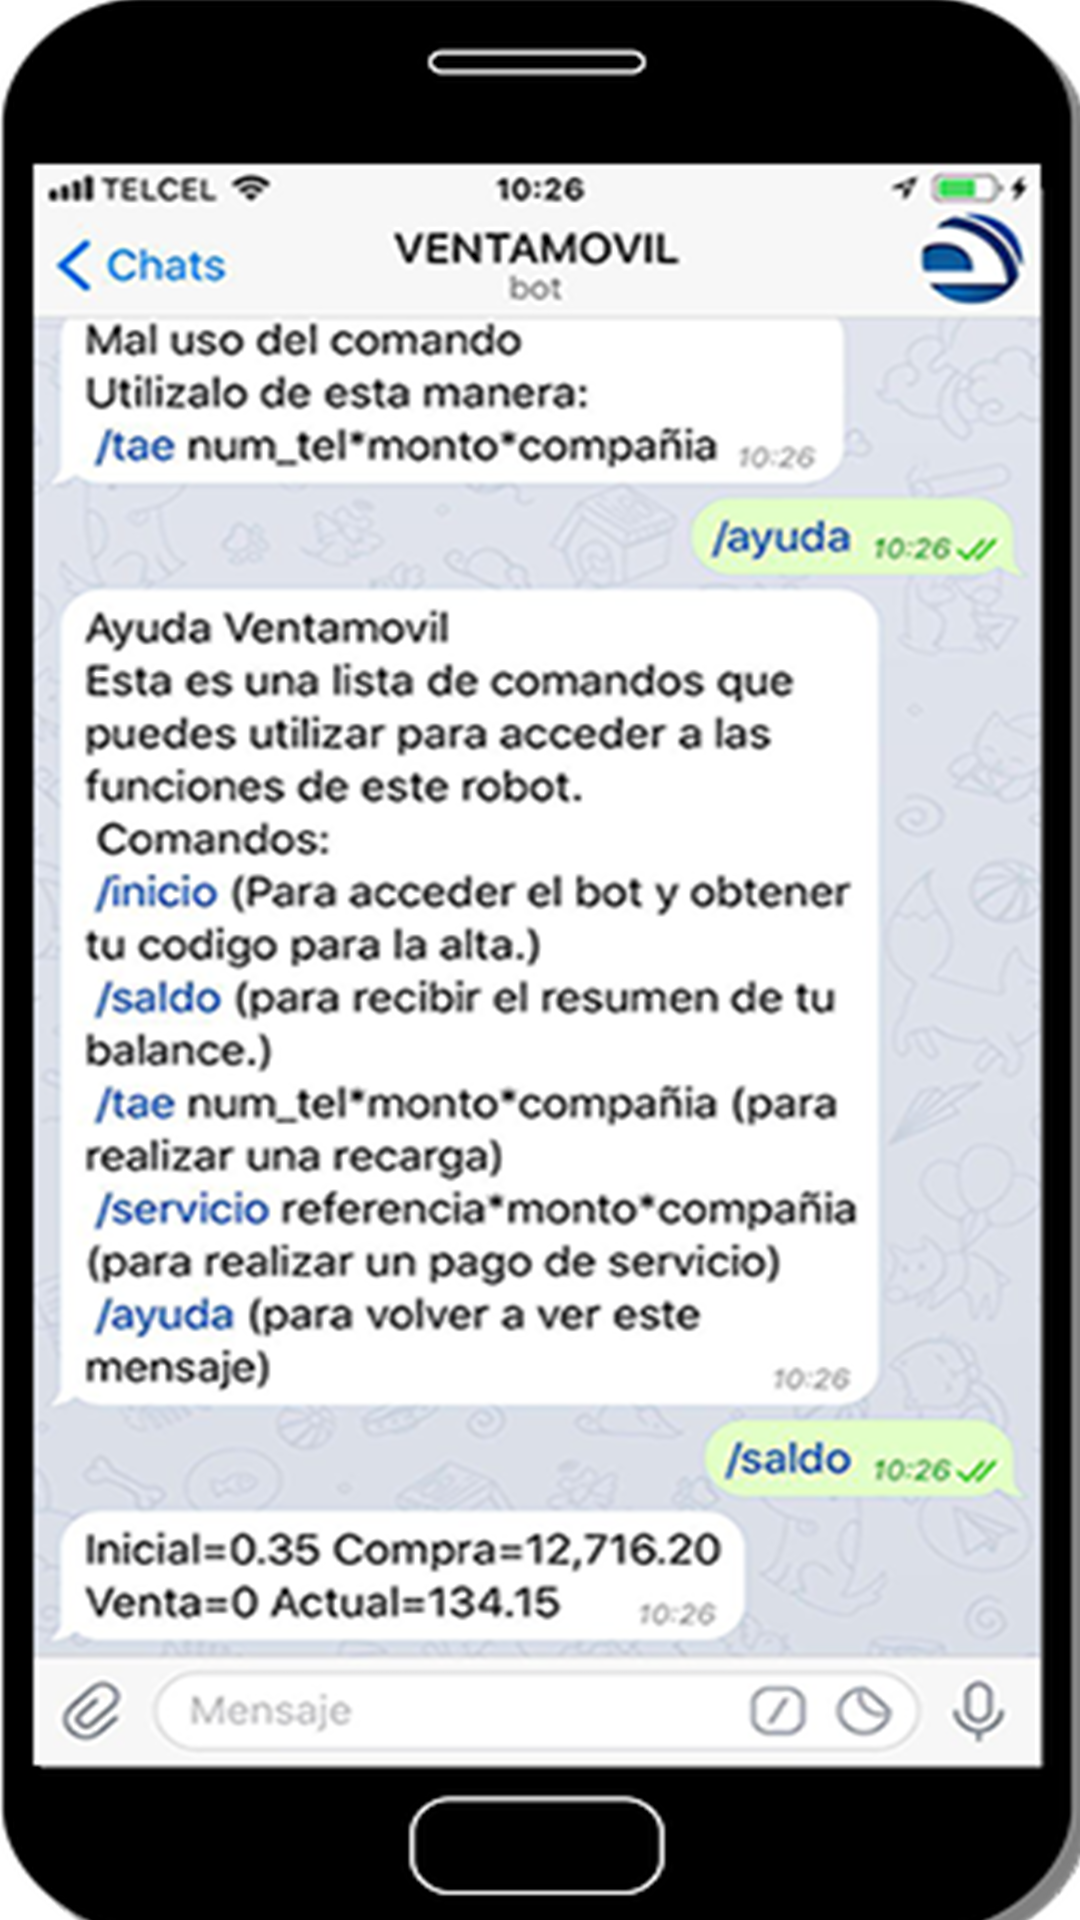 TELCEL 10:26
Chats VENTAMOVIL
bot
Mal uso del comando
Utilizalo de esta manera:
/tae num_tel*monto*compañia 10:26
/ayuda 10:26
Ayuda Ventamovil
Esta es una lista de comandos que
puedes utilizar para acceder a las
funciones de este robot.
Comandos:
/inicio (Para acceder el bot y obtener
tu codigo para la alta.)
/saldo (para recibir el resumen de tu
balance.)
/tae num_tel*monto*compañia (para
realizar una recarga)
/servicio referencia*monto*compañia
(para realizar un pago de servicio)
/ayuda (para volver a ver este
mensaje) 10:26
/saldo 10:26
Inicial=0.35 Compra=12,716.20
Venta=0 Actual=134.15 10:26
Mensaje